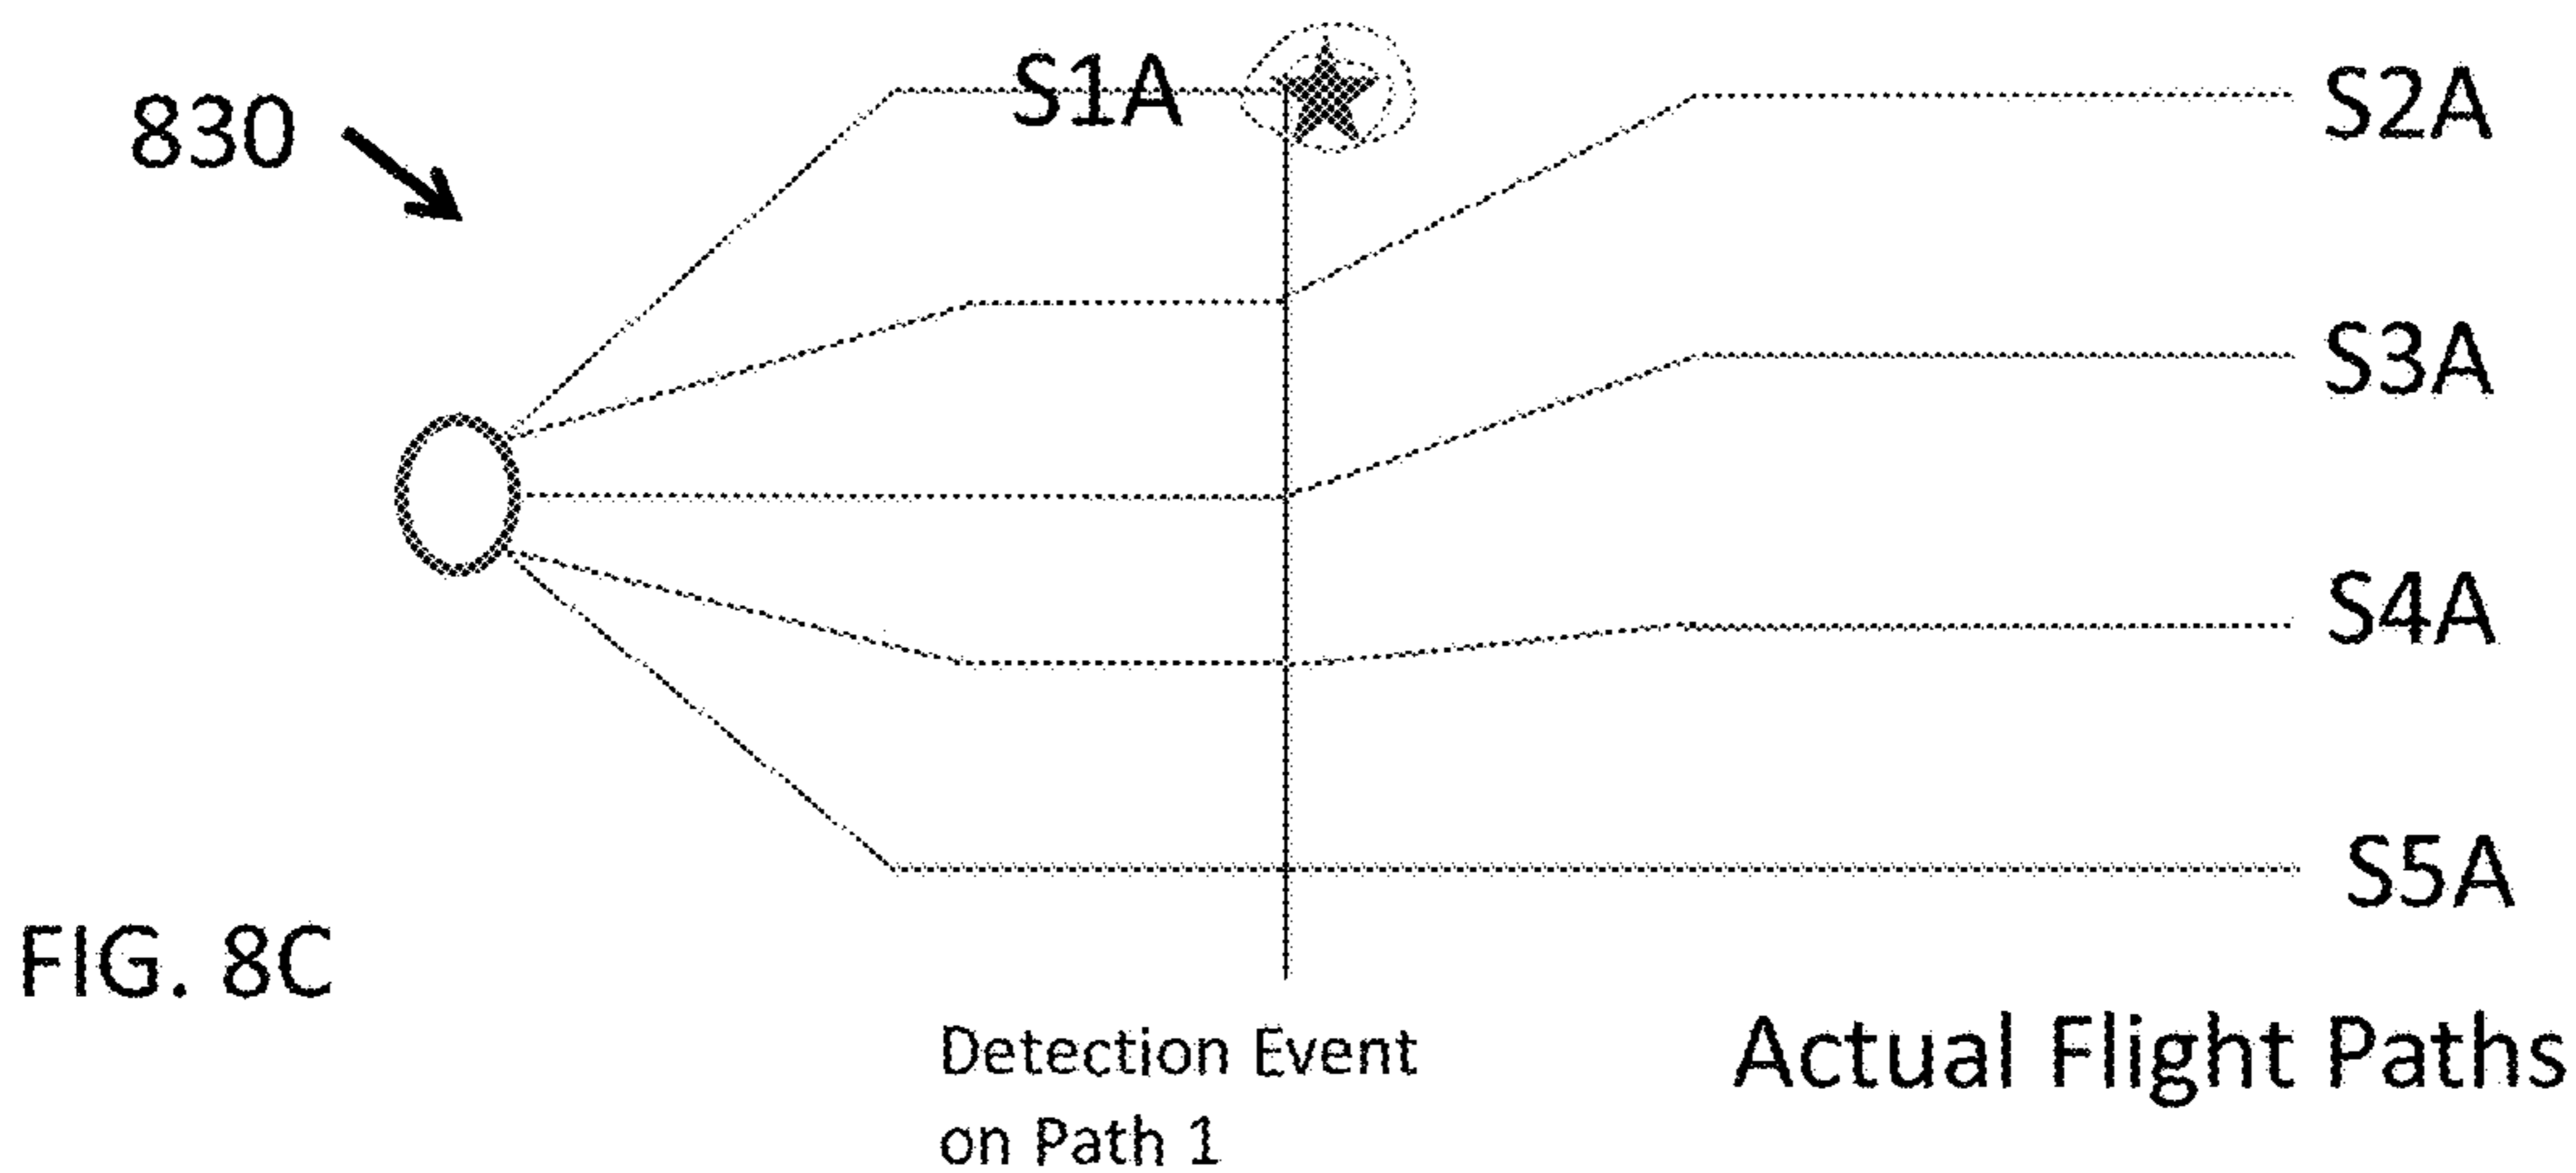 S1A
830
S2A
S3A
S4A
S5A
FIG. 8C
Detection Event
on Path 1
Actual Flight Paths